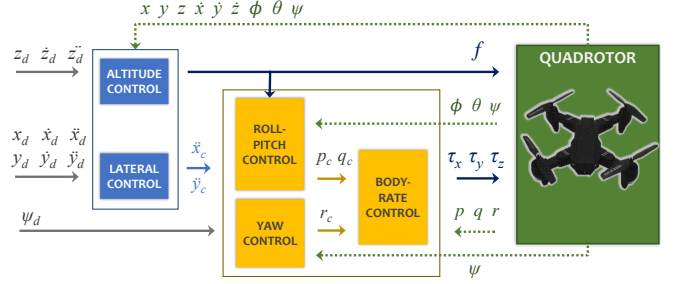 x y z ẋ ẏ ż ϕ θ ψ
z_d ż_d z̈_d
ALTITUDE
CONTROL
f
QUADROTOR
ϕ θ ψ
x_d ẋ_d ẍ_d
y_d ẏ_d ÿ_d
LATERAL
CONTROL
ẍ_c
ÿ_c
ROLL-
PITCH
CONTROL
p_c q_c
BODY-
RATE
CONTROL
τ_x τ_y τ_z
ψ_d
YAW
CONTROL
r_c
p q r
ψ